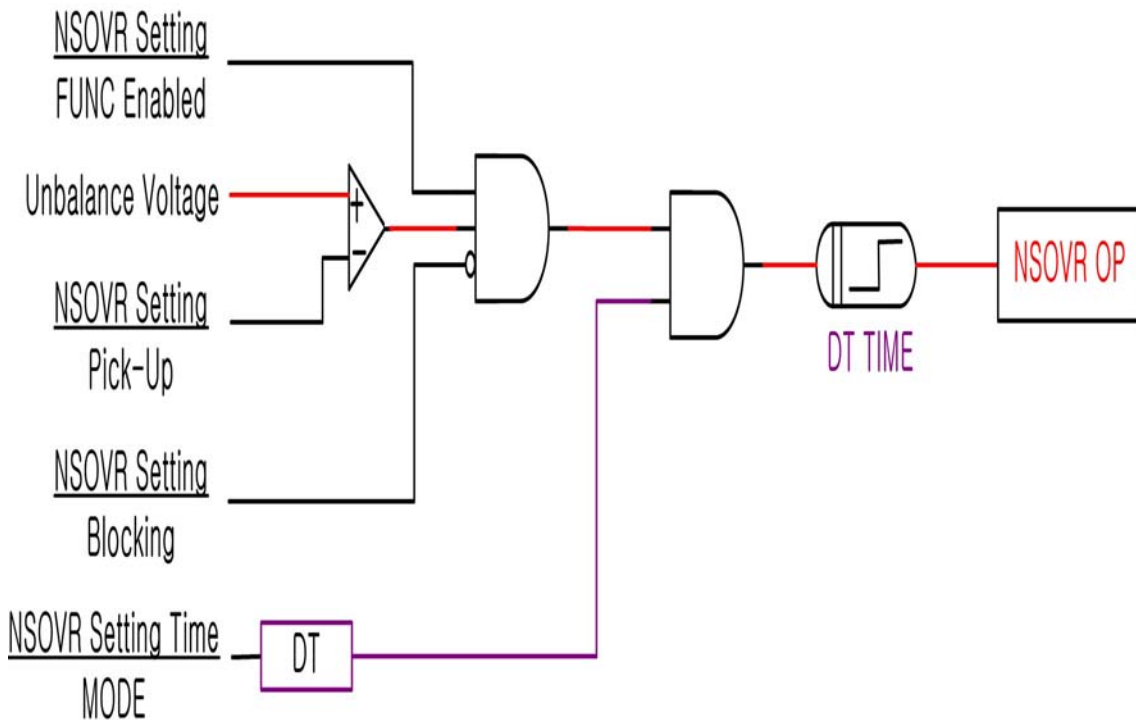 NSOVR Setting
FUNC Enabled
Unbalance Voltage
+
-
NSOVR Setting
Pick-Up
NSOVR Setting
Blocking
NSOVR Setting Time
MODE
DT
DT TIME
NSOVR OP